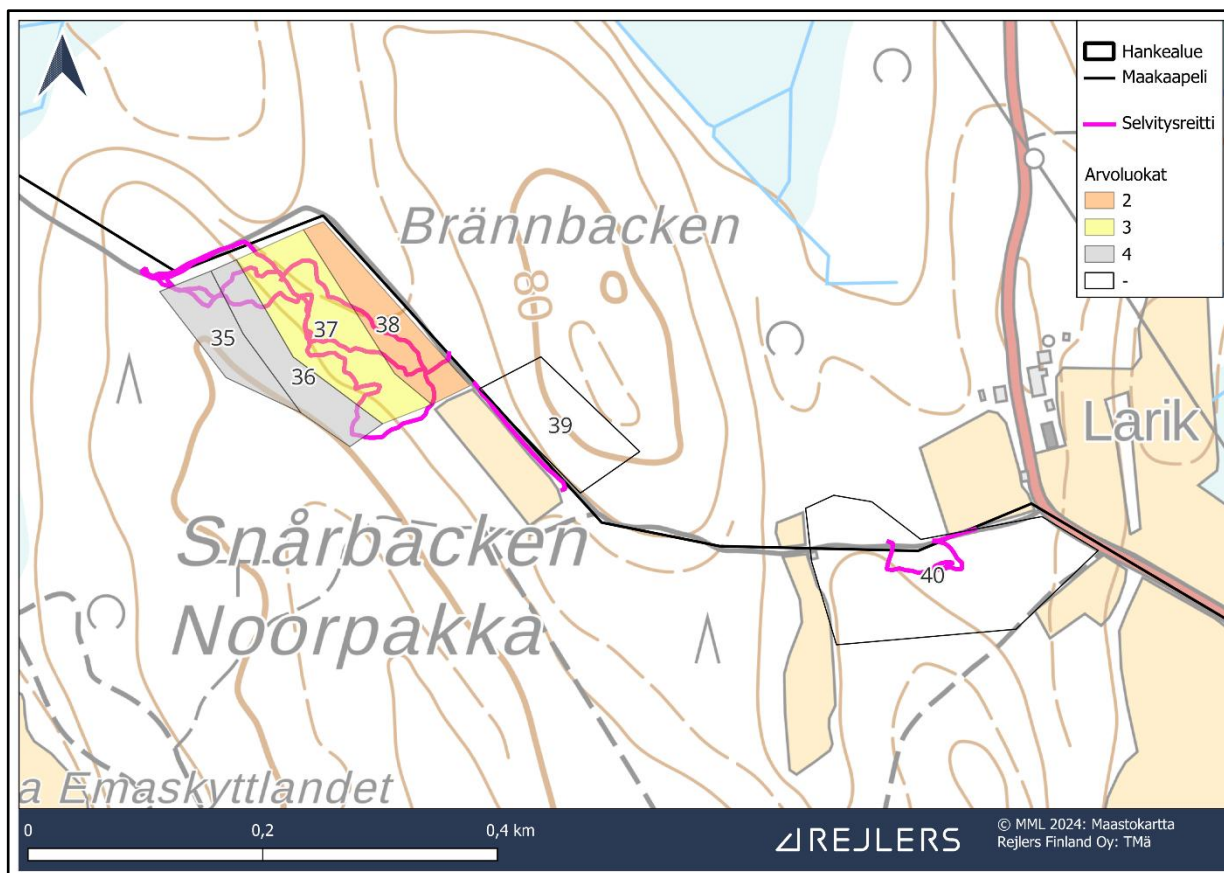 Hankealue
Maakaapeli
Selvitysreitti
Arvoluokat
2
3
4
-
Brännbacken
80
38
37
35
36
39
Larik
Snårbacken
Noorpakka
40
a Emaskyttlandet
0
0,2
0,4 km
REJLERS
© MML 2024: Maastokartta
Rejlers Finland Oy: TMä